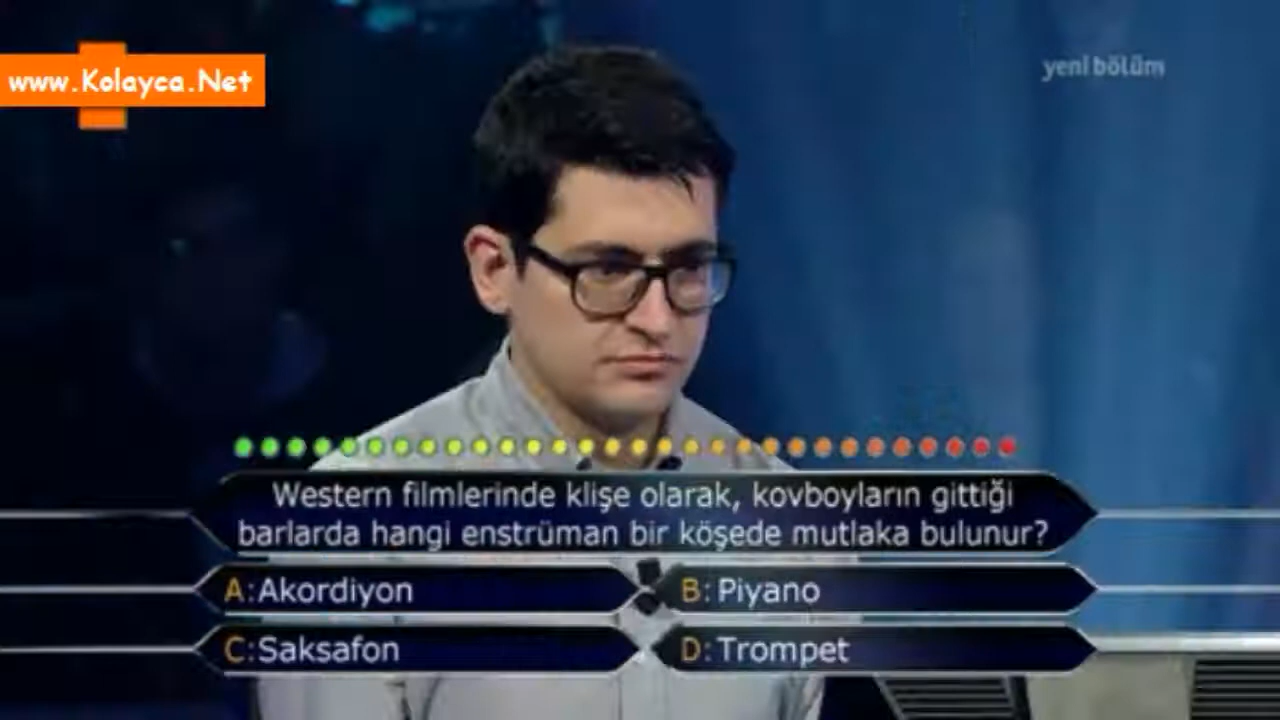 www.Kolayca.Net
yeni bölüm
Western filmlerinde klişe olarak, kovboyların gittiği
barlarda hangi enstrüman bir köşede mutlaka bulunur?
A:Akordiyon
B:Piyano
C:Saksafon
D:Trompet